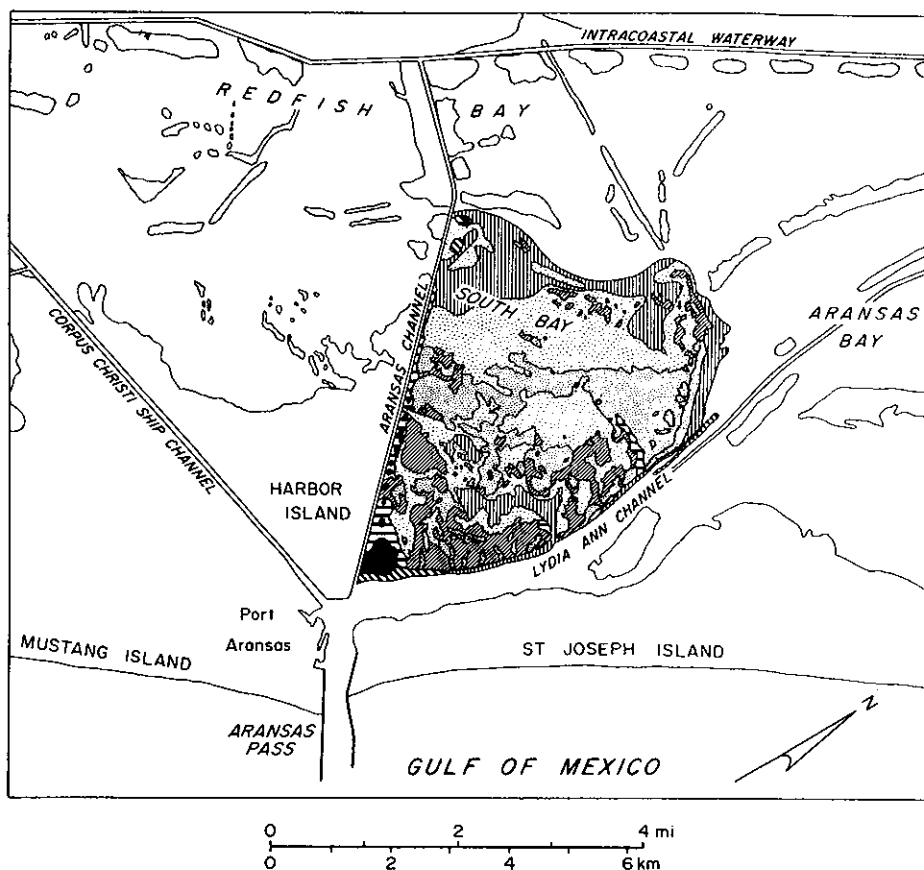 INTRACOASTAL WATERWAY
REDFISH BAY
SOUTH BAY
ARANSAS CHANNEL
CORPUS CHRISTI SHIP CHANNEL
ARANSAS
BAY
HARBOR
ISLAND
LYDIA ANN CHANNEL
Port
Aransas
MUSTANG ISLAND
ST JOSEPH ISLAND
ARANSAS
PASS
GULF OF MEXICO
N
0 2 4 mi
0 2 4 6 km